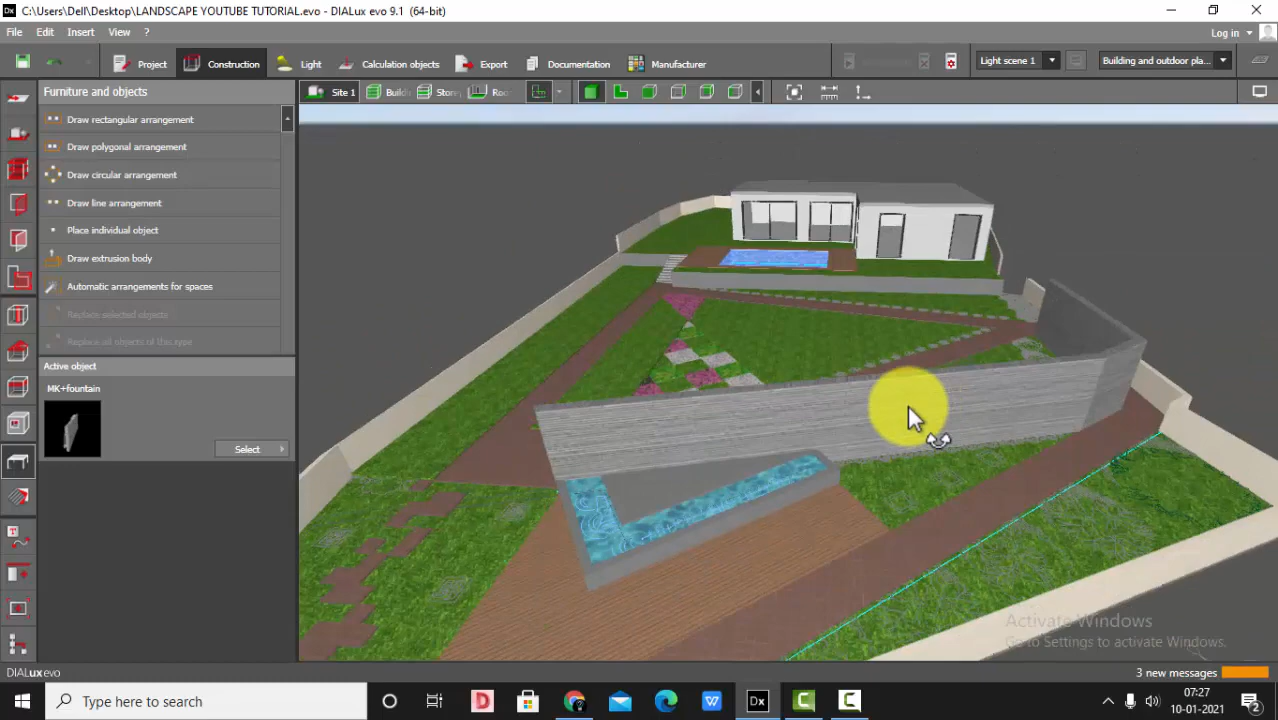 C:\Users\Dell\Desktop\LANDSCAPE YOUTUBE TUTORIAL.evo - DIALux evo 9.1 (64-bit)
File Edit Insert View ?
Log in
Project Construction Light Calculation objects Export Documentation Manufacturer
Light scene 1
Building and outdoor pla...
Furniture and objects
Site 1
Draw rectangular arrangement
Draw polygonal arrangement
Draw circular arrangement
Draw line arrangement
Place individual object
Draw extrusion body
Automatic arrangements for spaces
Replace selected objects
Replace all objects of this type
Active object
MK+fountain
Select
Activate Windows
Go to Settings to activate Windows.
DIALux evo
3 new messages
Type here to search
07:27
10-01-2021